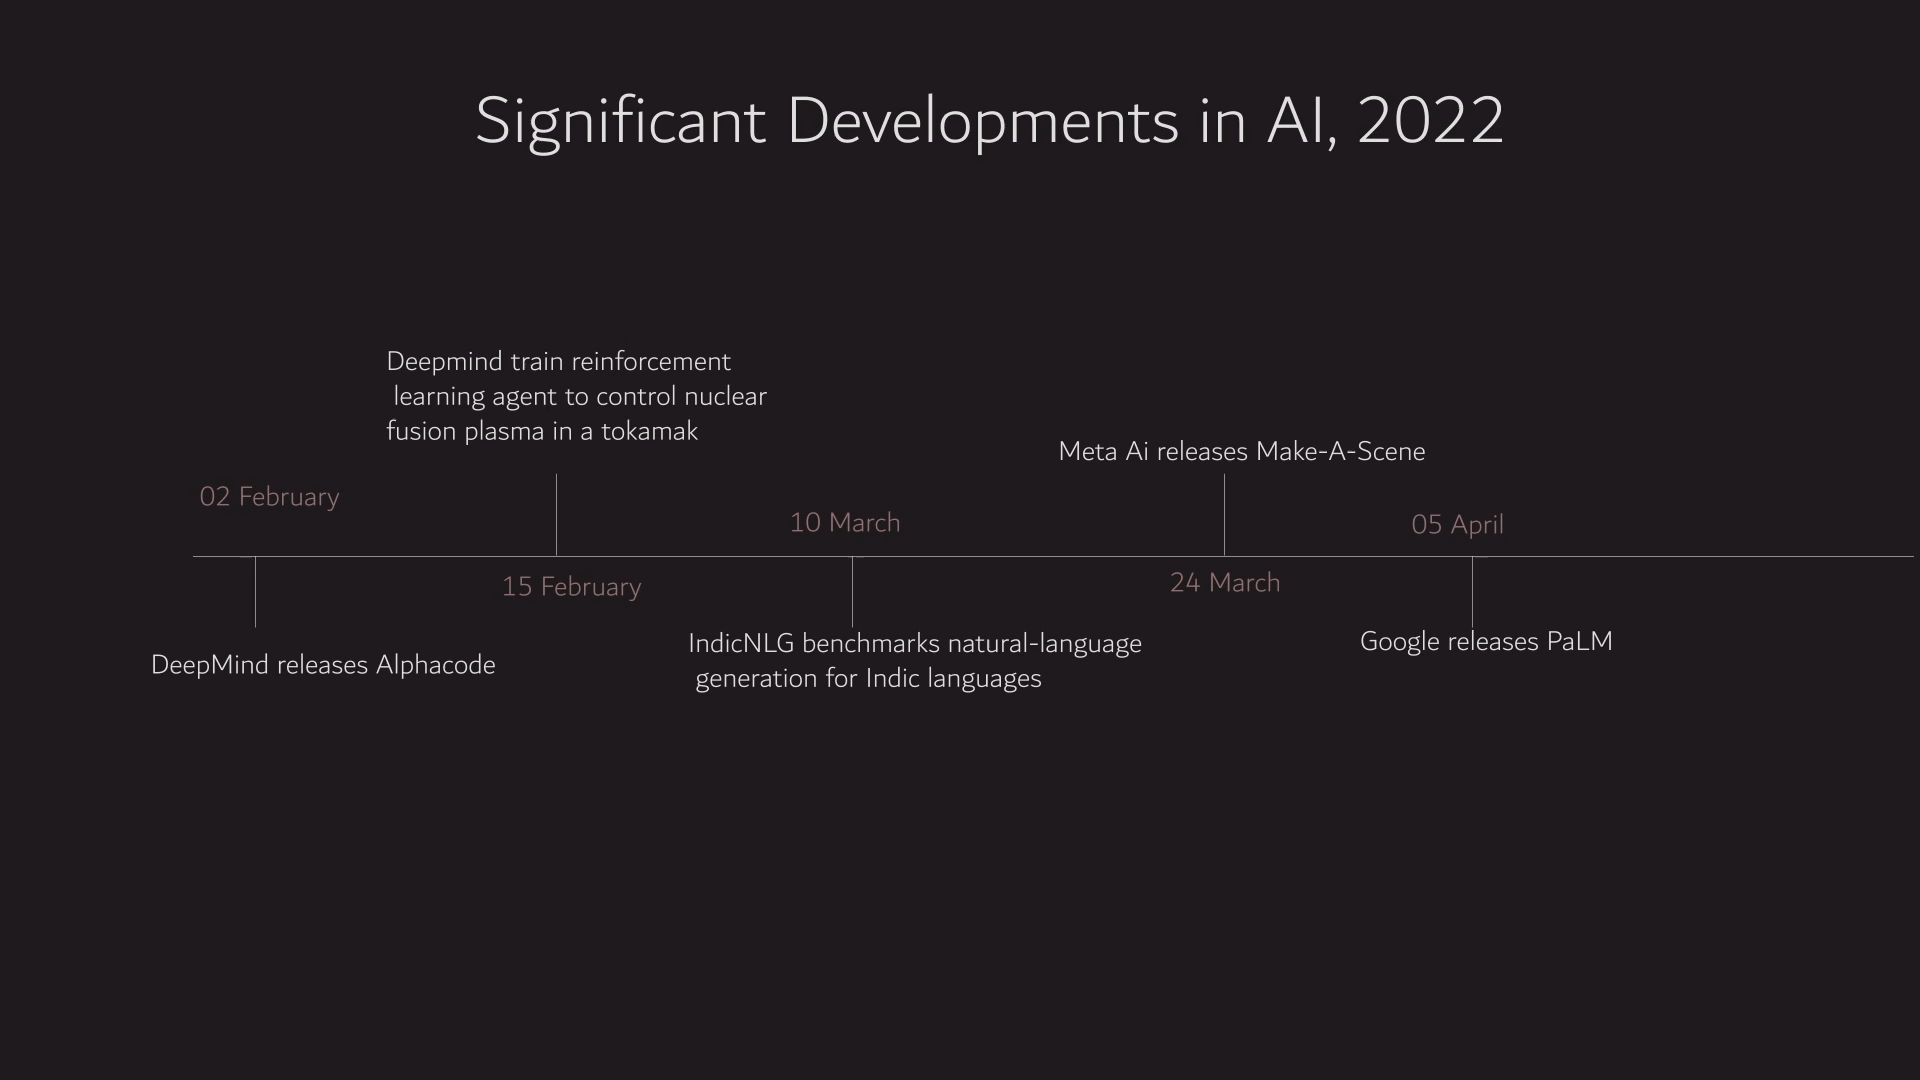 Significant Developments in AI, 2022
Deepmind train reinforcement
learning agent to control nuclear
fusion plasma in a tokamak
Meta Ai releases Make-A-Scene
02 February
10 March
05 April
15 February
24 March
DeepMind releases Alphacode
IndicNLG benchmarks natural-language
generation for Indic languages
Google releases PaLM